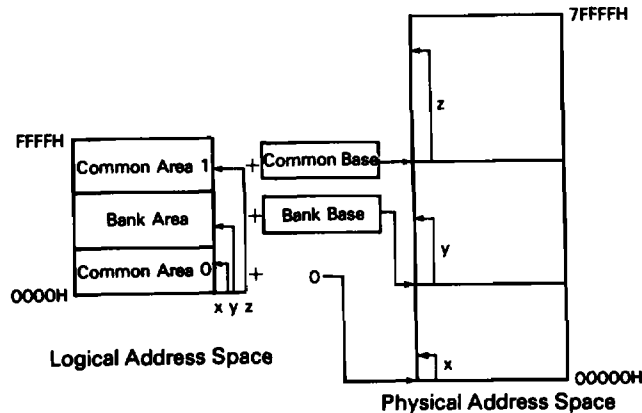 7FFFFH
z
FFFFH
Common Area 1
+
Common Base
Bank Area
+
Bank Base
y
Common Area 0
+
0
0000H
x y z
x
Logical Address Space
00000H
Physical Address Space